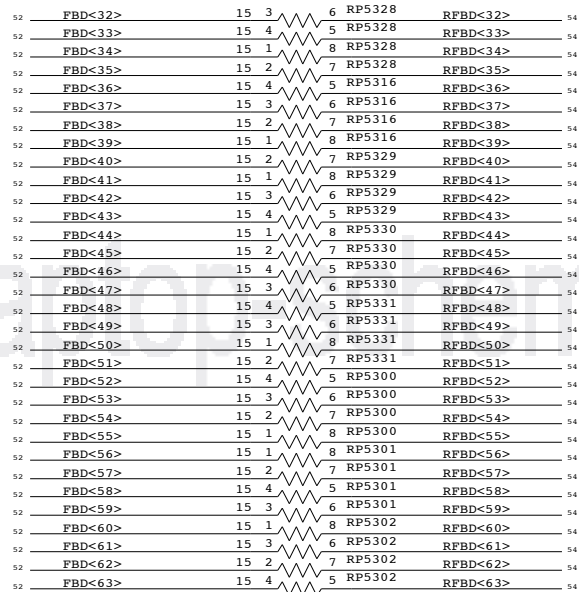 52 FBD<32> 15 3 6 RP5328 RFBD<32> 54
52 FBD<33> 15 4 5 RP5328 RFBD<33> 54
52 FBD<34> 15 1 8 RP5328 RFBD<34> 54
52 FBD<35> 15 2 7 RP5328 RFBD<35> 54
52 FBD<36> 15 4 5 RP5316 RFBD<36> 54
52 FBD<37> 15 3 6 RP5316 RFBD<37> 54
52 FBD<38> 15 2 7 RP5316 RFBD<38> 54
52 FBD<39> 15 1 8 RP5316 RFBD<39> 54
52 FBD<40> 15 2 7 RP5329 RFBD<40> 54
52 FBD<41> 15 1 8 RP5329 RFBD<41> 54
52 FBD<42> 15 3 6 RP5329 RFBD<42> 54
52 FBD<43> 15 4 5 RP5329 RFBD<43> 54
52 FBD<44> 15 1 8 RP5330 RFBD<44> 54
52 FBD<45> 15 2 7 RP5330 RFBD<45> 54
52 FBD<46> 15 4 5 RP5330 RFBD<46> 54
52 FBD<47> 15 3 6 RP5330 RFBD<47> 54
52 FBD<48> 15 4 5 RP5331 RFBD<48> 54
52 FBD<49> 15 3 6 RP5331 RFBD<49> 54
52 FBD<50> 15 1 8 RP5331 RFBD<50> 54
52 FBD<51> 15 2 7 RP5331 RFBD<51> 54
52 FBD<52> 15 4 5 RP5300 RFBD<52> 54
52 FBD<53> 15 3 6 RP5300 RFBD<53> 54
52 FBD<54> 15 2 7 RP5300 RFBD<54> 54
52 FBD<55> 15 1 8 RP5300 RFBD<55> 54
52 FBD<56> 15 1 8 RP5301 RFBD<56> 54
52 FBD<57> 15 2 7 RP5301 RFBD<57> 54
52 FBD<58> 15 4 5 RP5301 RFBD<58> 54
52 FBD<59> 15 3 6 RP5301 RFBD<59> 54
52 FBD<60> 15 1 8 RP5302 RFBD<60> 54
52 FBD<61> 15 3 6 RP5302 RFBD<61> 54
52 FBD<62> 15 2 7 RP5302 RFBD<62> 54
52 FBD<63> 15 4 5 RP5302 RFBD<63> 54